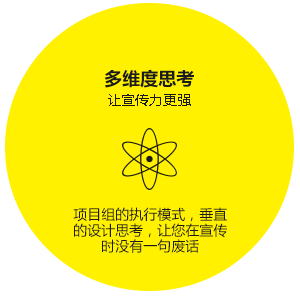 多维度思考
让宣传力更强
项目组的执行模式，垂直
的设计思考，让您在宣传
时没有一句废话